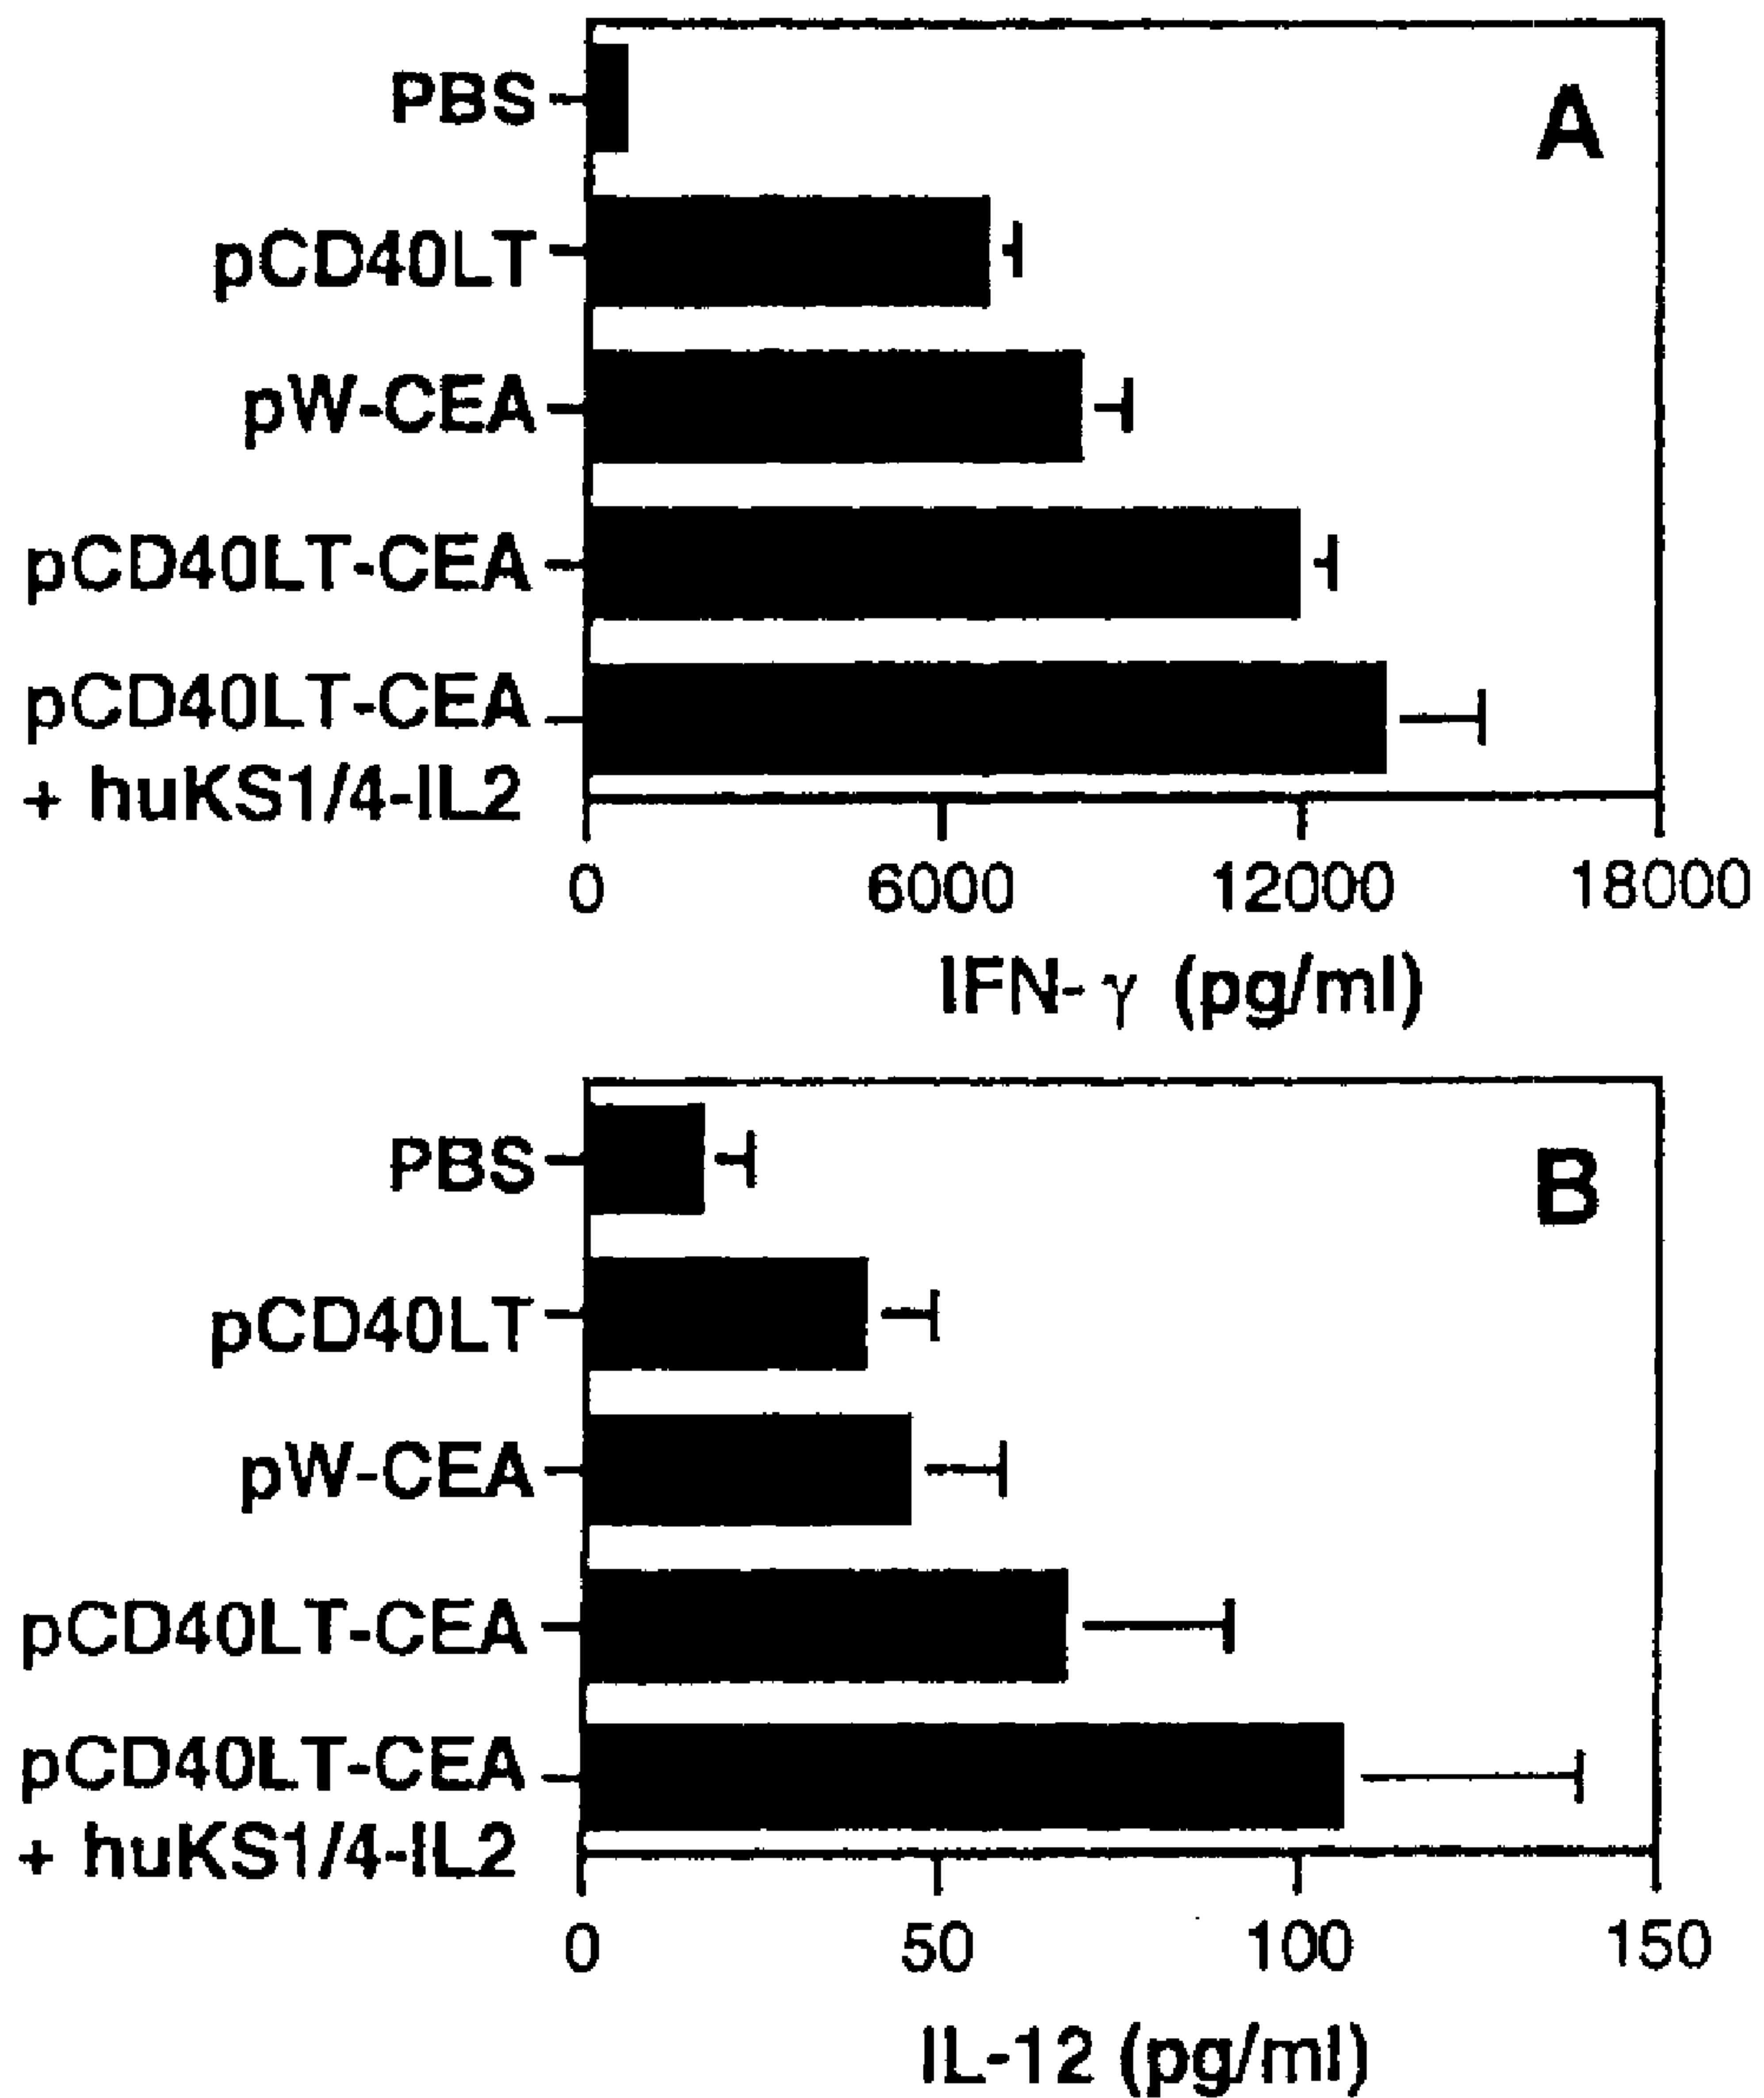 A
PBS
pCD40LT
pW-CEA
pCD40LT-CEA
pCD40LT-CEA
+ huKS1/4-IL2
0 6000 12000 18000
IFN- γ (pg/ml)
B
PBS
pCD40LT
pW-CEA
pCD40LT-CEA
pCD40LT-CEA
+ huKS1/4-IL2
0 50 100 150
IL-12 (pg/ml)